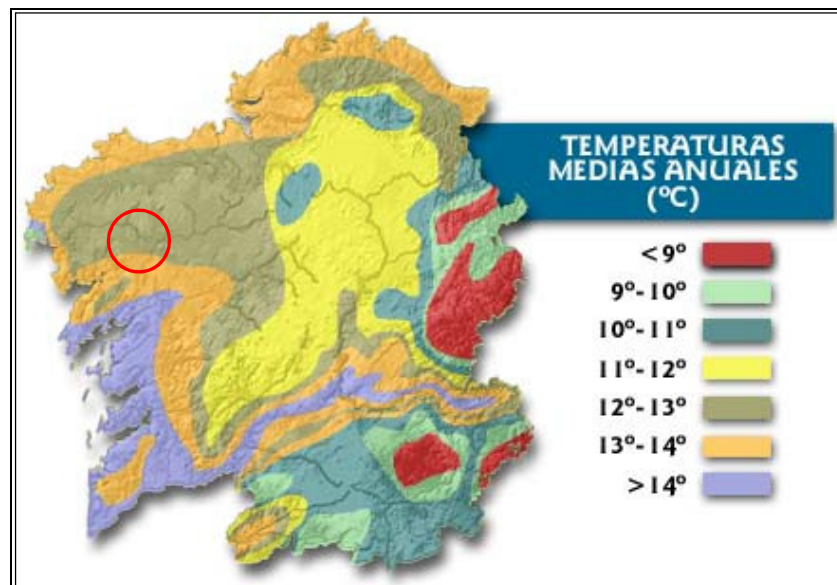 TEMPERATURAS
MEDIAS ANUALES
(ºC)
<9º
9º-10º
10º-11º
11º-12º
12º-13º
13º-14º
>14º